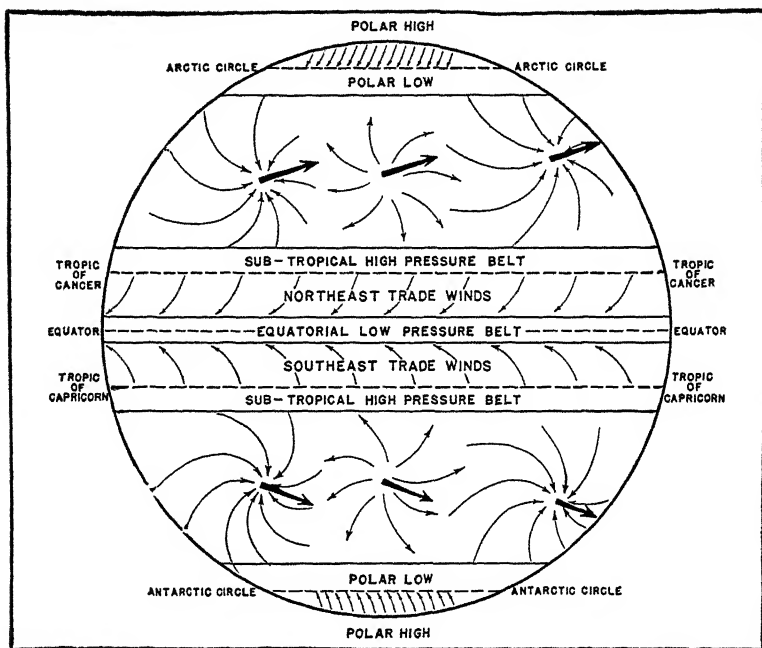 POLAR HIGH
ARCTIC CIRCLE
ARCTIC CIRCLE
POLAR LOW
SUB-TROPICAL HIGH PRESSURE BELT
TROPIC
OF
CANCER
TROPIC
OF
CANCER
NORTHEAST TRADE WINDS
EQUATOR
EQUATORIAL LOW PRESSURE BELT
EQUATOR
SOUTHEAST TRADE WINDS
TROPIC
OF
CAPRICORN
TROPIC
OF
CAPRICORN
SUB-TROPICAL HIGH PRESSURE BELT
POLAR LOW
ANTARCTIC CIRCLE
ANTARCTIC CIRCLE
POLAR HIGH